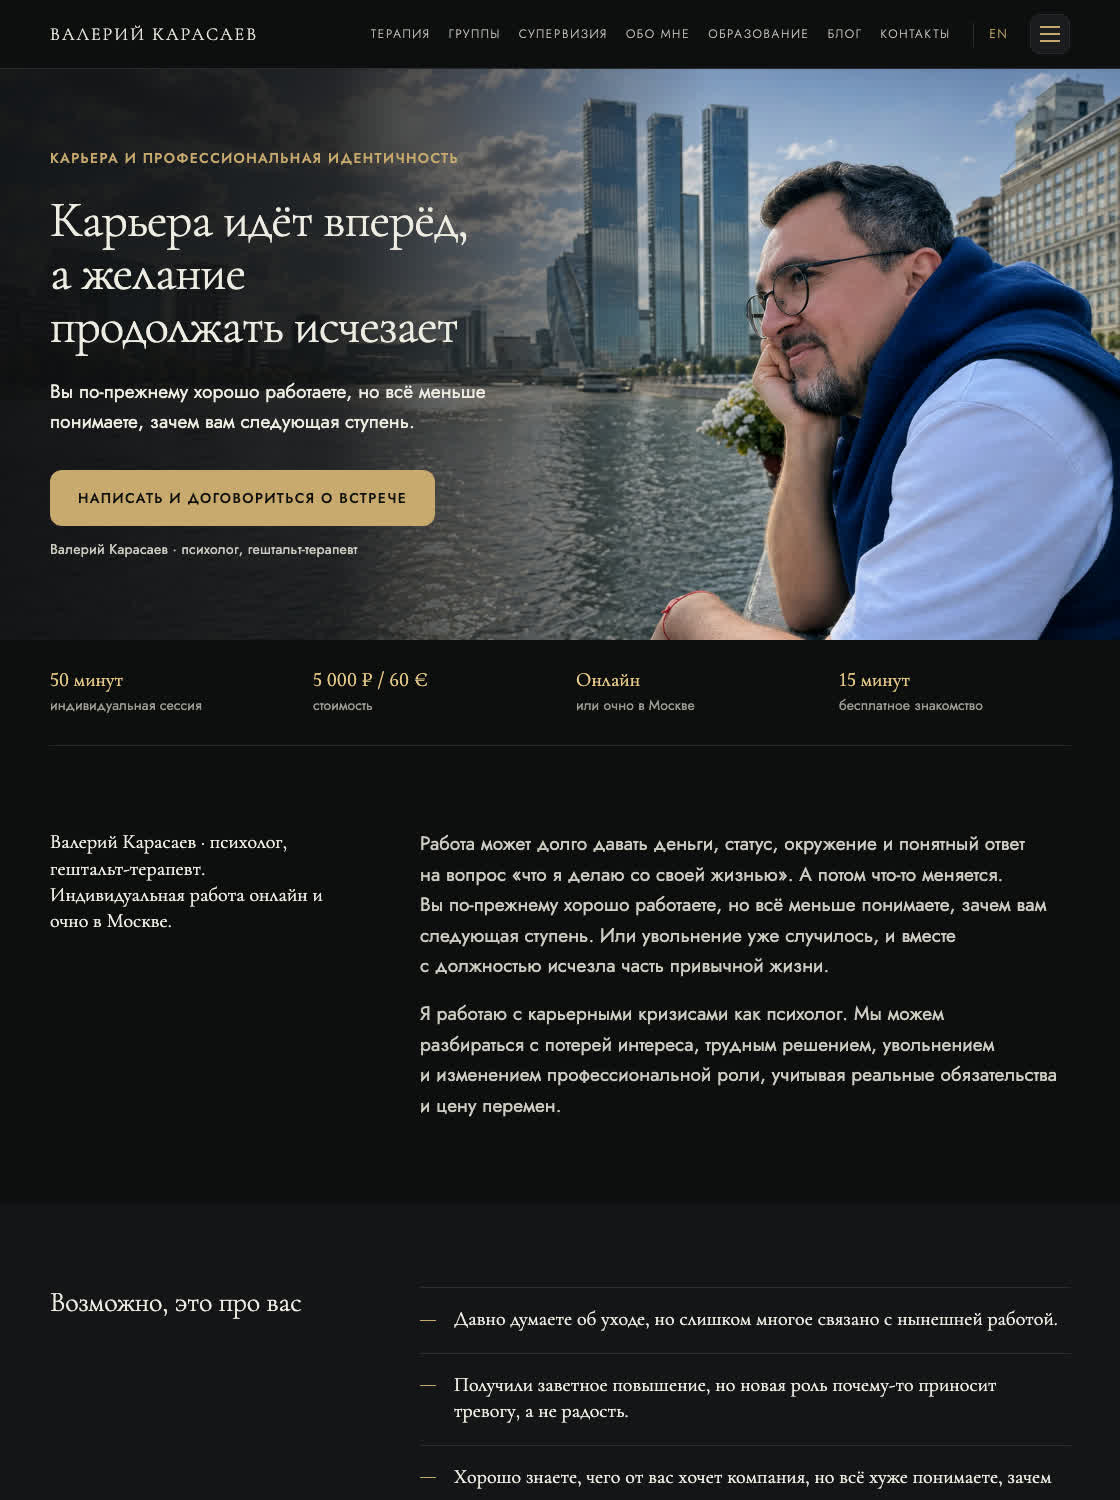 ВАЛЕРИЙ КАРАСАЕВ
ТЕРАПИЯ ГРУППЫ СУПЕРВИЗИЯ ОБО МНЕ ОБРАЗОВАНИЕ БЛОГ КОНТАКТЫ EN
КАРЬЕРА И ПРОФЕССИОНАЛЬНАЯ ИДЕНТИЧНОСТЬ
Карьера идёт вперёд,
а желание
продолжать исчезает
Вы по-прежнему хорошо работаете, но всё меньше
понимаете, зачем вам следующая ступень.
НАПИСАТЬ И ДОГОВОРИТЬСЯ О ВСТРЕЧЕ
Валерий Карасаев · психолог, гештальт-терапевт
50 минут
индивидуальная сессия
5 000 ₽ / 60 €
стоимость
Онлайн
или очно в Москве
15 минут
бесплатное знакомство
Валерий Карасаев · психолог,
гештальт-терапевт.
Индивидуальная работа онлайн и
очно в Москве.
Работа может долго давать деньги, статус, окружение и понятный ответ
на вопрос «что я делаю со своей жизнью». А потом что-то меняется.
Вы по-прежнему хорошо работаете, но всё меньше понимаете, зачем вам
следующая ступень. Или увольнение уже случилось, и вместе
с должностью исчезла часть привычной жизни.
Я работаю с карьерными кризисами как психолог. Мы можем
разбираться с потерей интереса, трудным решением, увольнением
и изменением профессиональной роли, учитывая реальные обязательства
и цену перемен.
Возможно, это про вас
— Давно думаете об уходе, но слишком многое связано с нынешней работой.
— Получили заветное повышение, но новая роль почему-то приносит
тревогу, а не радость.
— Хорошо знаете, чего от вас хочет компания, но всё хуже понимаете, зачем